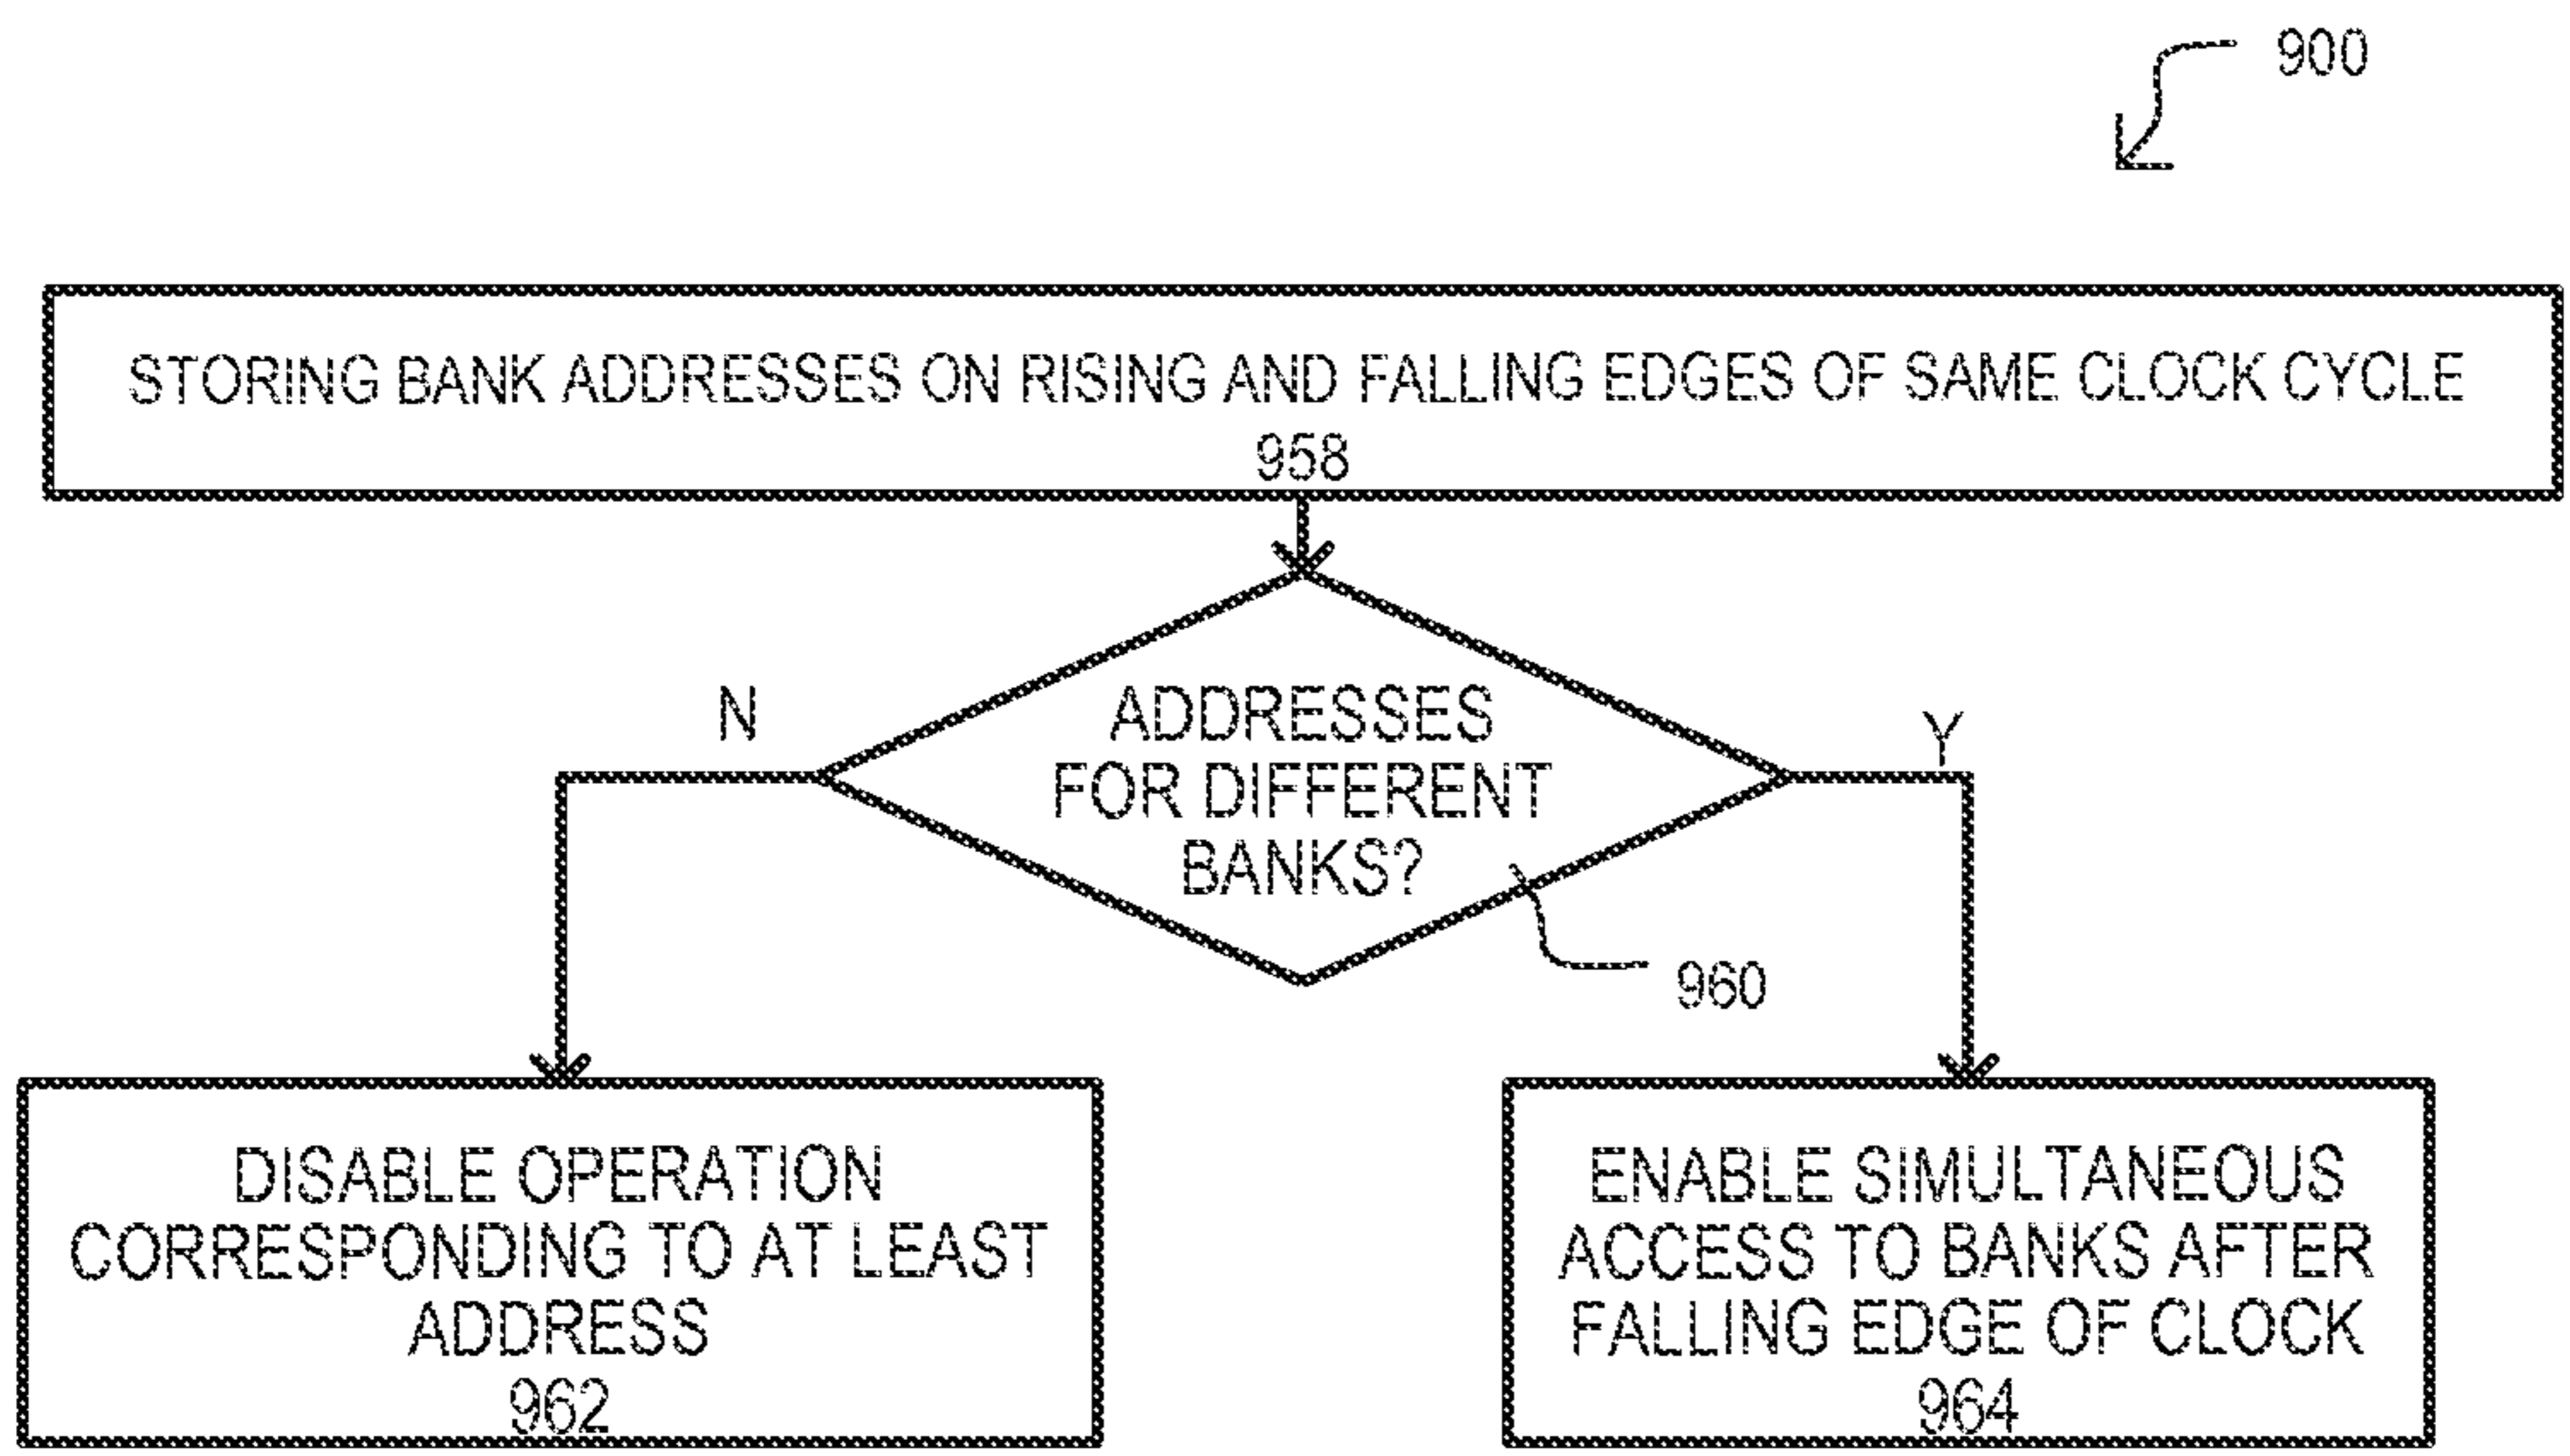 900
STORING BANK ADDRESSES ON RISING AND FALLING EDGES OF SAME CLOCK CYCLE
958
N
ADDRESSES
FOR DIFFERENT
BANKS?
Y
960
DISABLE OPERATION
CORRESPONDING TO AT LEAST
ADDRESS
962
ENABLE SIMULTANEOUS
ACCESS TO BANKS AFTER
FALLING EDGE OF CLOCK
964